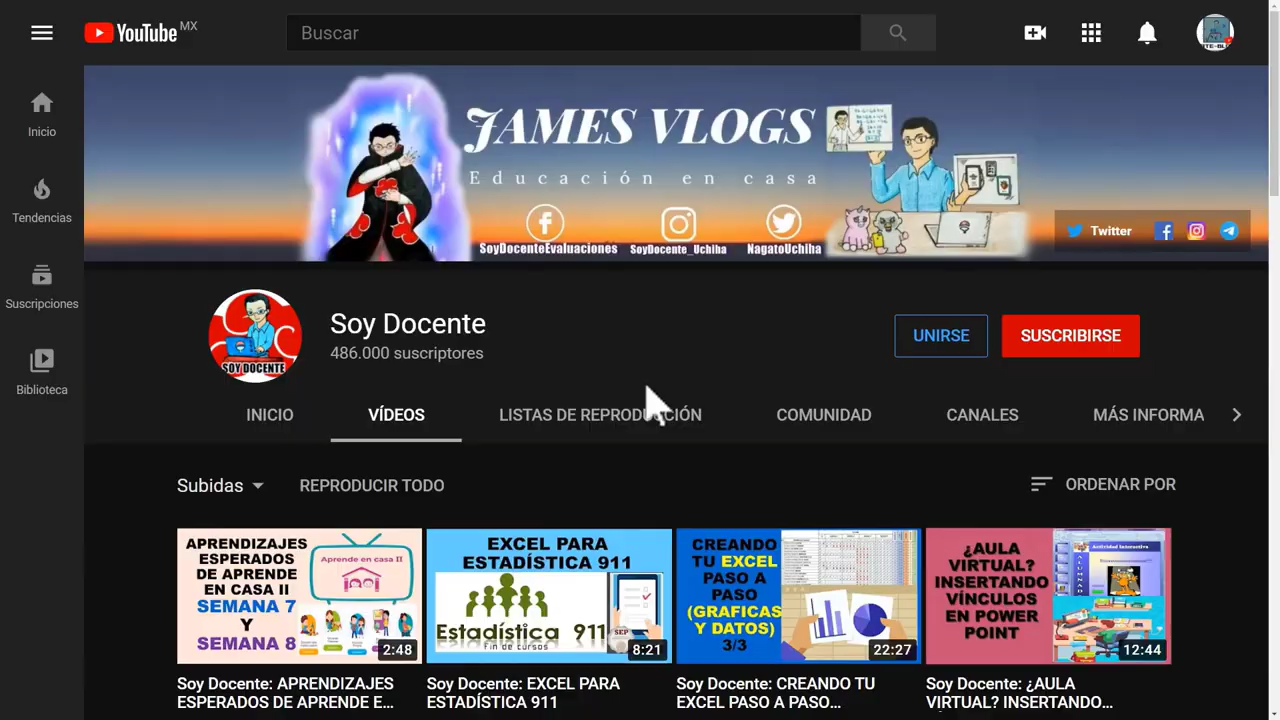 YouTube MX
Buscar
Inicio
Tendencias
Suscripciones
Biblioteca
JAMES VLOGS
Educación en casa
SoyDocenteEvaluaciones
SoyDocente_Uchiha
NagatoUchiha
Twitter
SOY DOCENTE
Soy Docente
486.000 suscriptores
UNIRSE
SUSCRIBIRSE
INICIO
VÍDEOS
LISTAS DE REPRODUCCIÓN
COMUNIDAD
CANALES
MÁS INFORMA
Subidas
REPRODUCIR TODO
ORDENAR POR
APRENDIZAJES
ESPERADOS
DE APRENDE
EN CASA II
SEMANA 7
Y
SEMANA 8
Aprende en casa II
2:48
EXCEL PARA
ESTADÍSTICA 911
Estadística 911
fin de cursos
SEP
8:21
CREANDO
TU EXCEL
PASO A
PASO
(GRAFICAS
Y DATOS)
3/3
22:27
¿AULA
VIRTUAL?
INSERTANDO
VÍNCULOS
EN POWER
POINT
Actividad Interactiva
12:44
Soy Docente: APRENDIZAJES
ESPERADOS DE APRENDE E...
Soy Docente: EXCEL PARA
ESTADÍSTICA 911
Soy Docente: CREANDO TU
EXCEL PASO A PASO...
Soy Docente: ¿AULA
VIRTUAL? INSERTANDO...